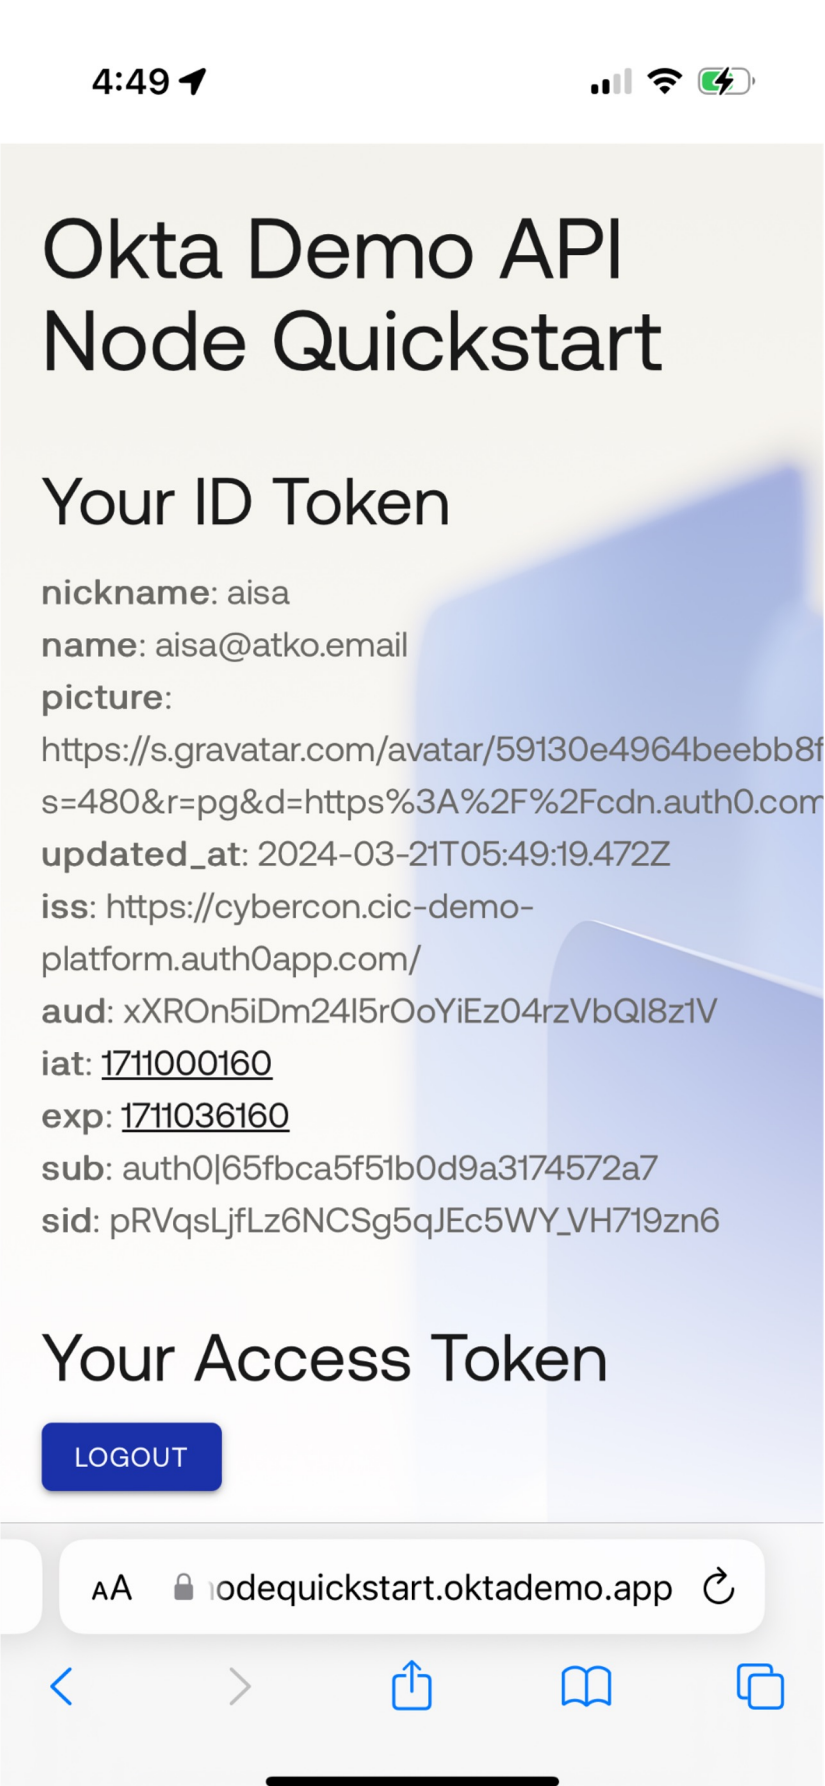 4:49
Okta Demo API
Node Quickstart
Your ID Token
nickname: aisa
name: aisa@atko.email
picture:
https://s.gravatar.com/avatar/59130e4964beebb8f
s=480&r=pg&d=https%3A%2F%2Fcdn.auth0.com
updated_at: 2024-03-21T05:49:19.472Z
iss: https://cybercon.cic-demo-
platform.auth0app.com/
aud: xXROn5iDm24I5rOoYiEz04rzVbQl8z1V
iat: 1711000160
exp: 1711036160
sub: auth0|65fbca5f51b0d9a3174572a7
sid: pRVqsLjfLz6NCSg5qJEc5WY_VH719zn6
Your Access Token
LOGOUT
AA odequickstart.oktademo.app